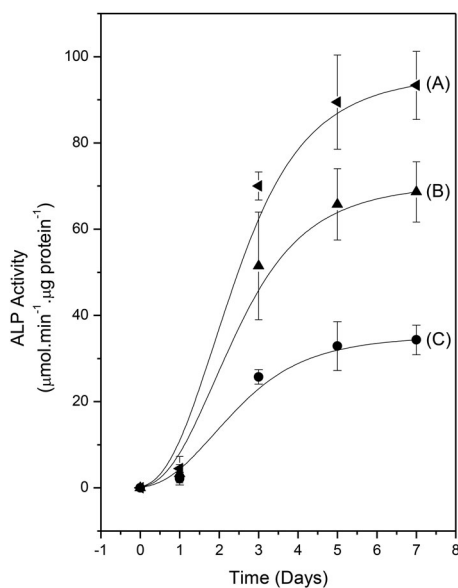 ALP Activity
(μmol.min⁻¹.μg protein⁻¹)
100
80
60
40
20
0
(A)
(B)
(C)
-1 0 1 2 3 4 5 6 7 8
Time (Days)